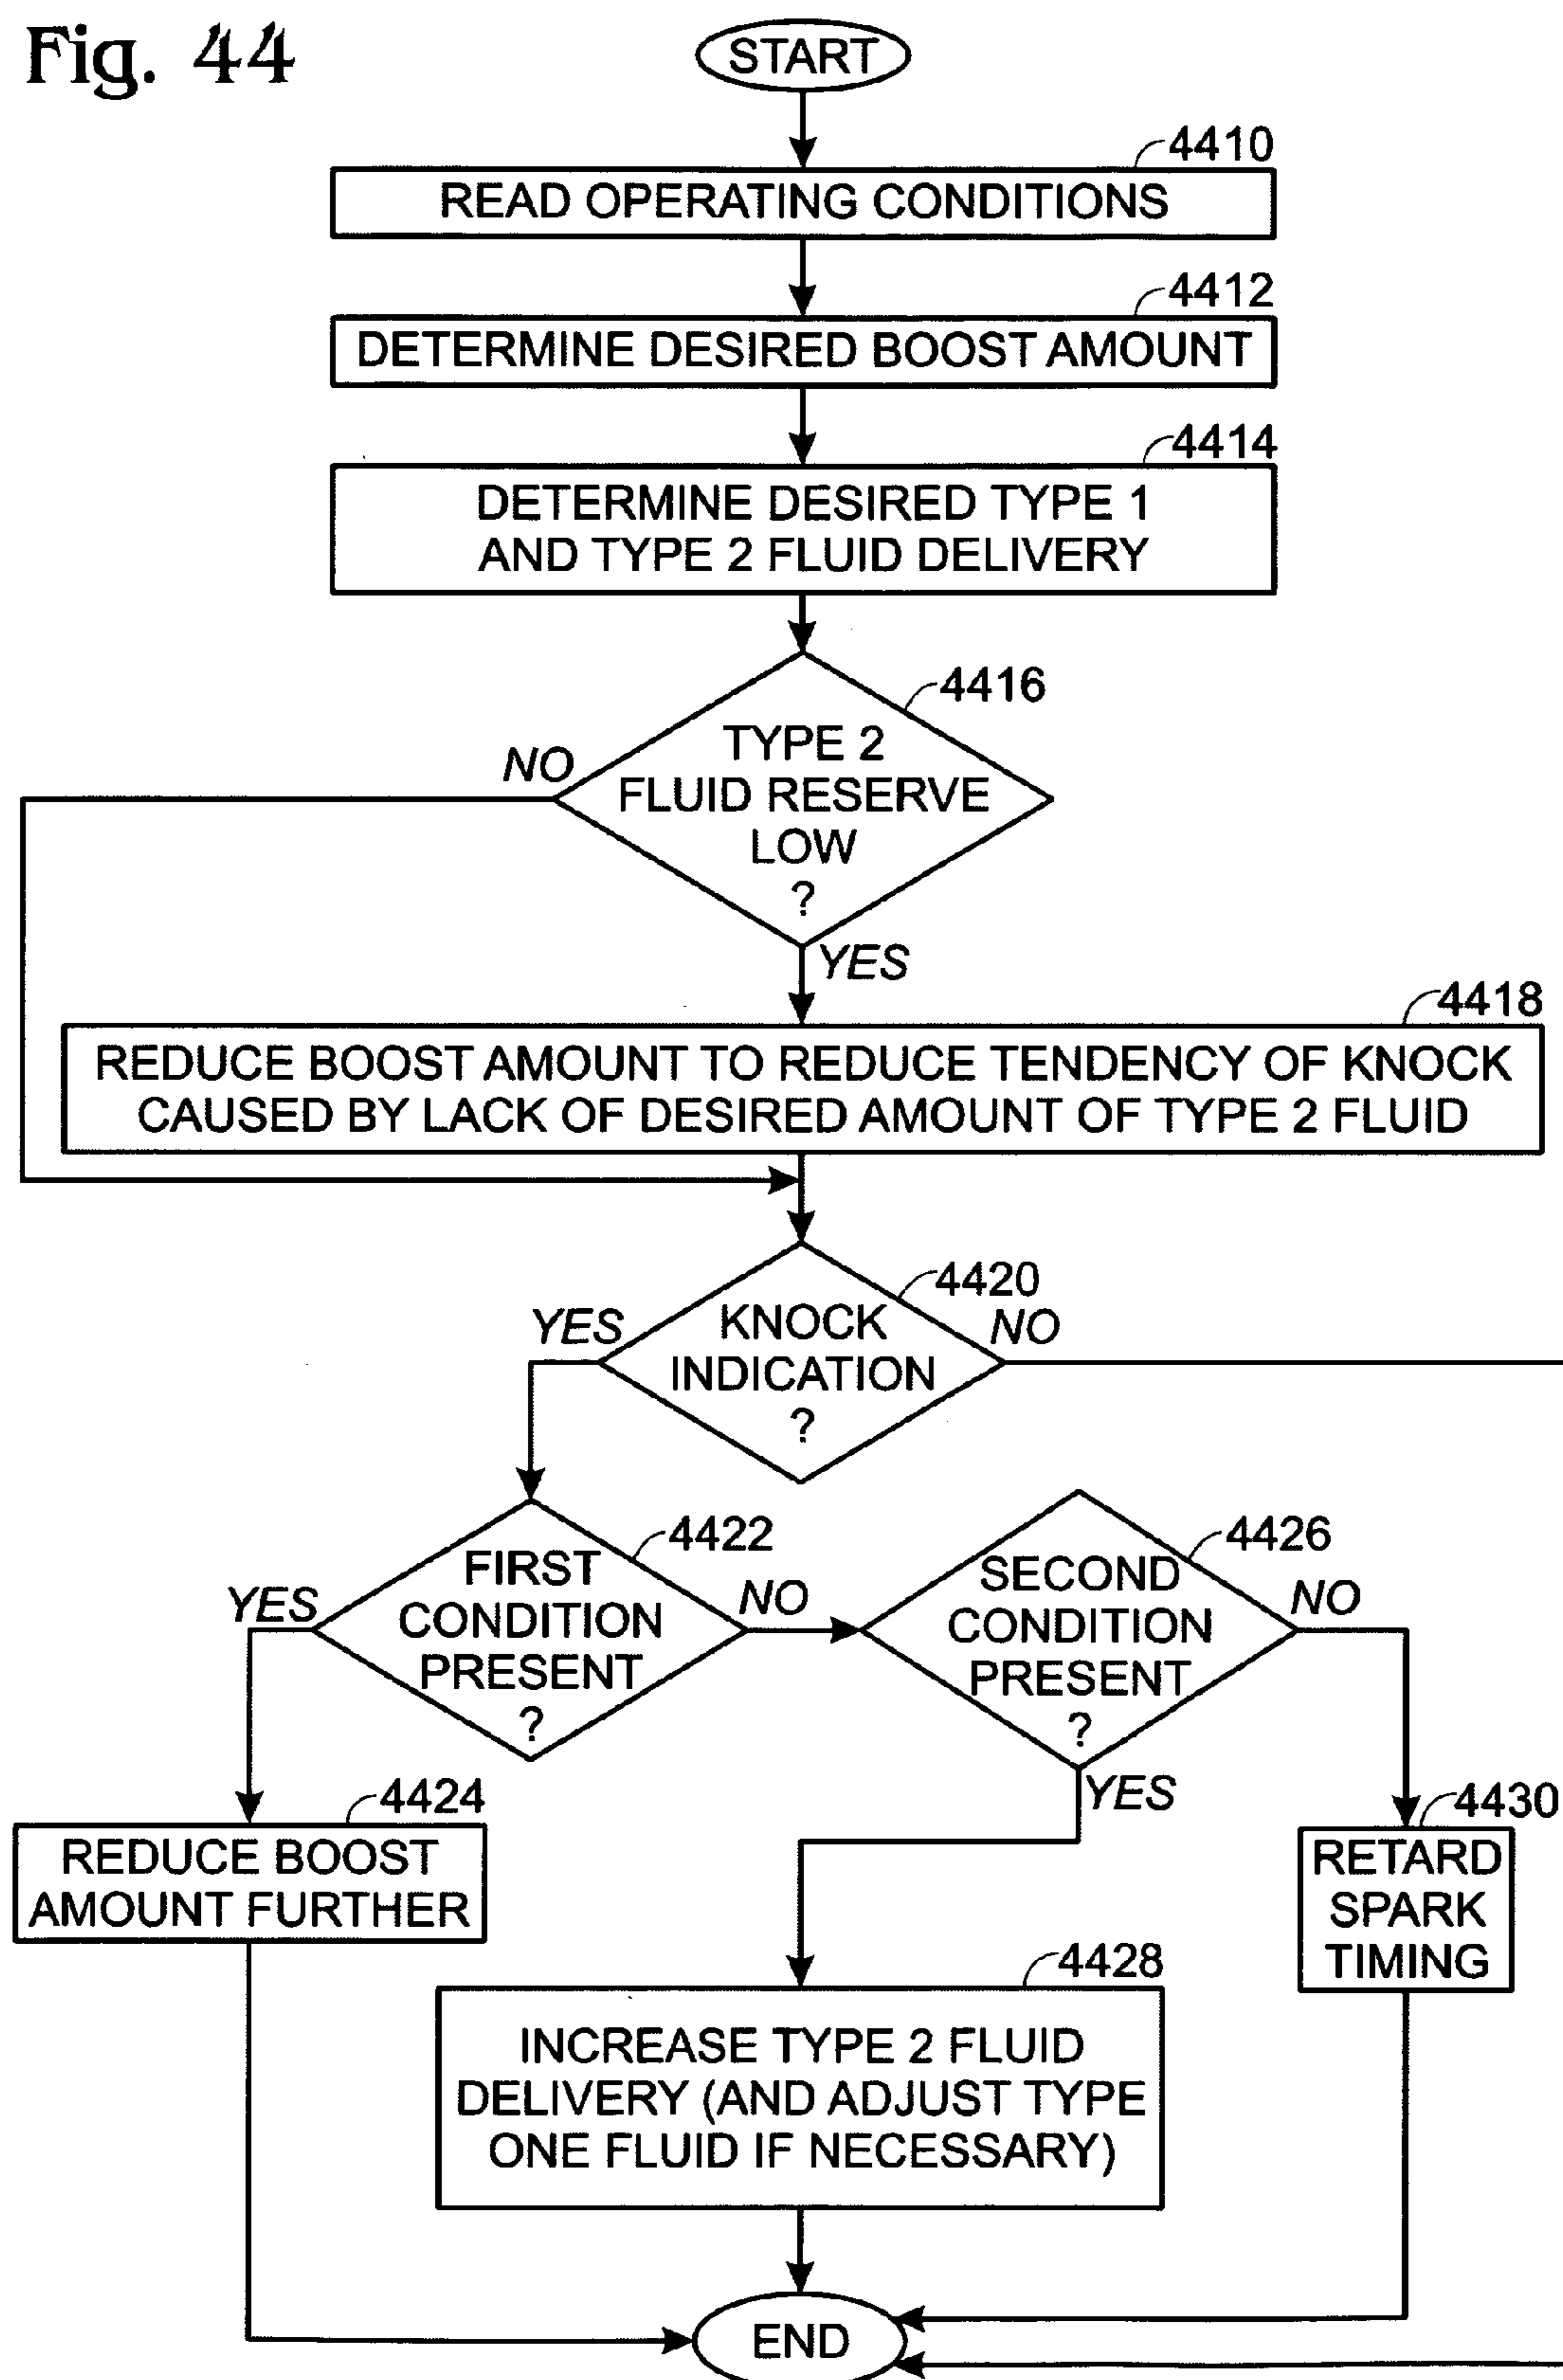 Fig. 44
START
4410
READ OPERATING CONDITIONS
4412
DETERMINE DESIRED BOOST AMOUNT
4414
DETERMINE DESIRED TYPE 1
AND TYPE 2 FLUID DELIVERY
4416
TYPE 2
FLUID RESERVE
LOW
?
NO
YES
4418
REDUCE BOOST AMOUNT TO REDUCE TENDENCY OF KNOCK
CAUSED BY LACK OF DESIRED AMOUNT OF TYPE 2 FLUID
4420
KNOCK
INDICATION
?
YES
NO
4422
FIRST
CONDITION
PRESENT
?
YES
NO
4426
SECOND
CONDITION
PRESENT
?
NO
YES
4424
REDUCE BOOST
AMOUNT FURTHER
4430
RETARD
SPARK
TIMING
4428
INCREASE TYPE 2 FLUID
DELIVERY (AND ADJUST TYPE
ONE FLUID IF NECESSARY)
END